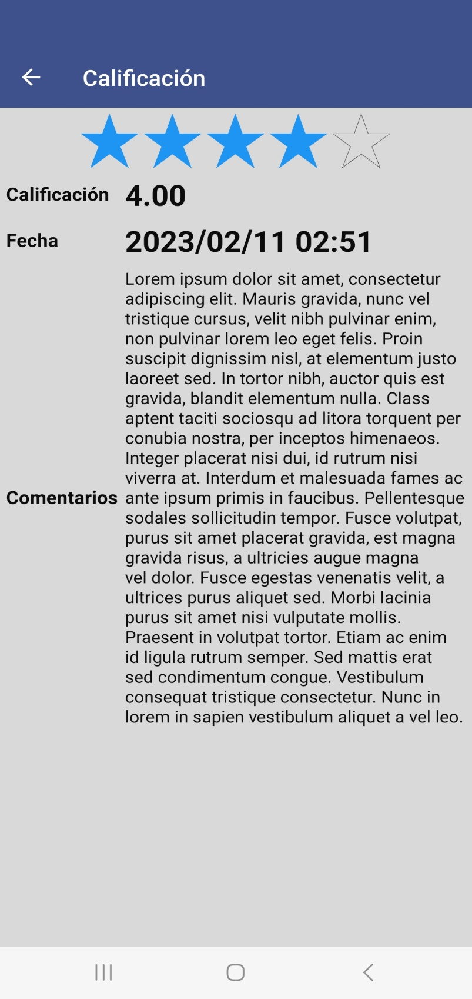 Calificación
Calificación 4.00
Fecha 2023/02/11 02:51
Lorem ipsum dolor sit amet, consectetur
adipiscing elit. Mauris gravida, nunc vel
tristique cursus, velit nibh pulvinar enim,
non pulvinar lorem leo eget felis. Proin
suscipit dignissim nisl, at elementum justo
laoreet sed. In tortor nibh, auctor quis est
gravida, blandit elementum nulla. Class
aptent taciti sociosqu ad litora torquent per
conubia nostra, per inceptos himenaeos.
Integer placerat nisi dui, id rutrum nisi
viverra at. Interdum et malesuada fames ac
Comentarios ante ipsum primis in faucibus. Pellentesque
sodales sollicitudin tempor. Fusce volutpat,
purus sit amet placerat gravida, est magna
gravida risus, a ultricies augue magna
vel dolor. Fusce egestas venenatis velit, a
ultrices purus aliquet sed. Morbi lacinia
purus sit amet nisi vulputate mollis.
Praesent in volutpat tortor. Etiam ac enim
id ligula rutrum semper. Sed mattis erat
sed condimentum congue. Vestibulum
consequat tristique consectetur. Nunc in
lorem in sapien vestibulum aliquet a vel leo.